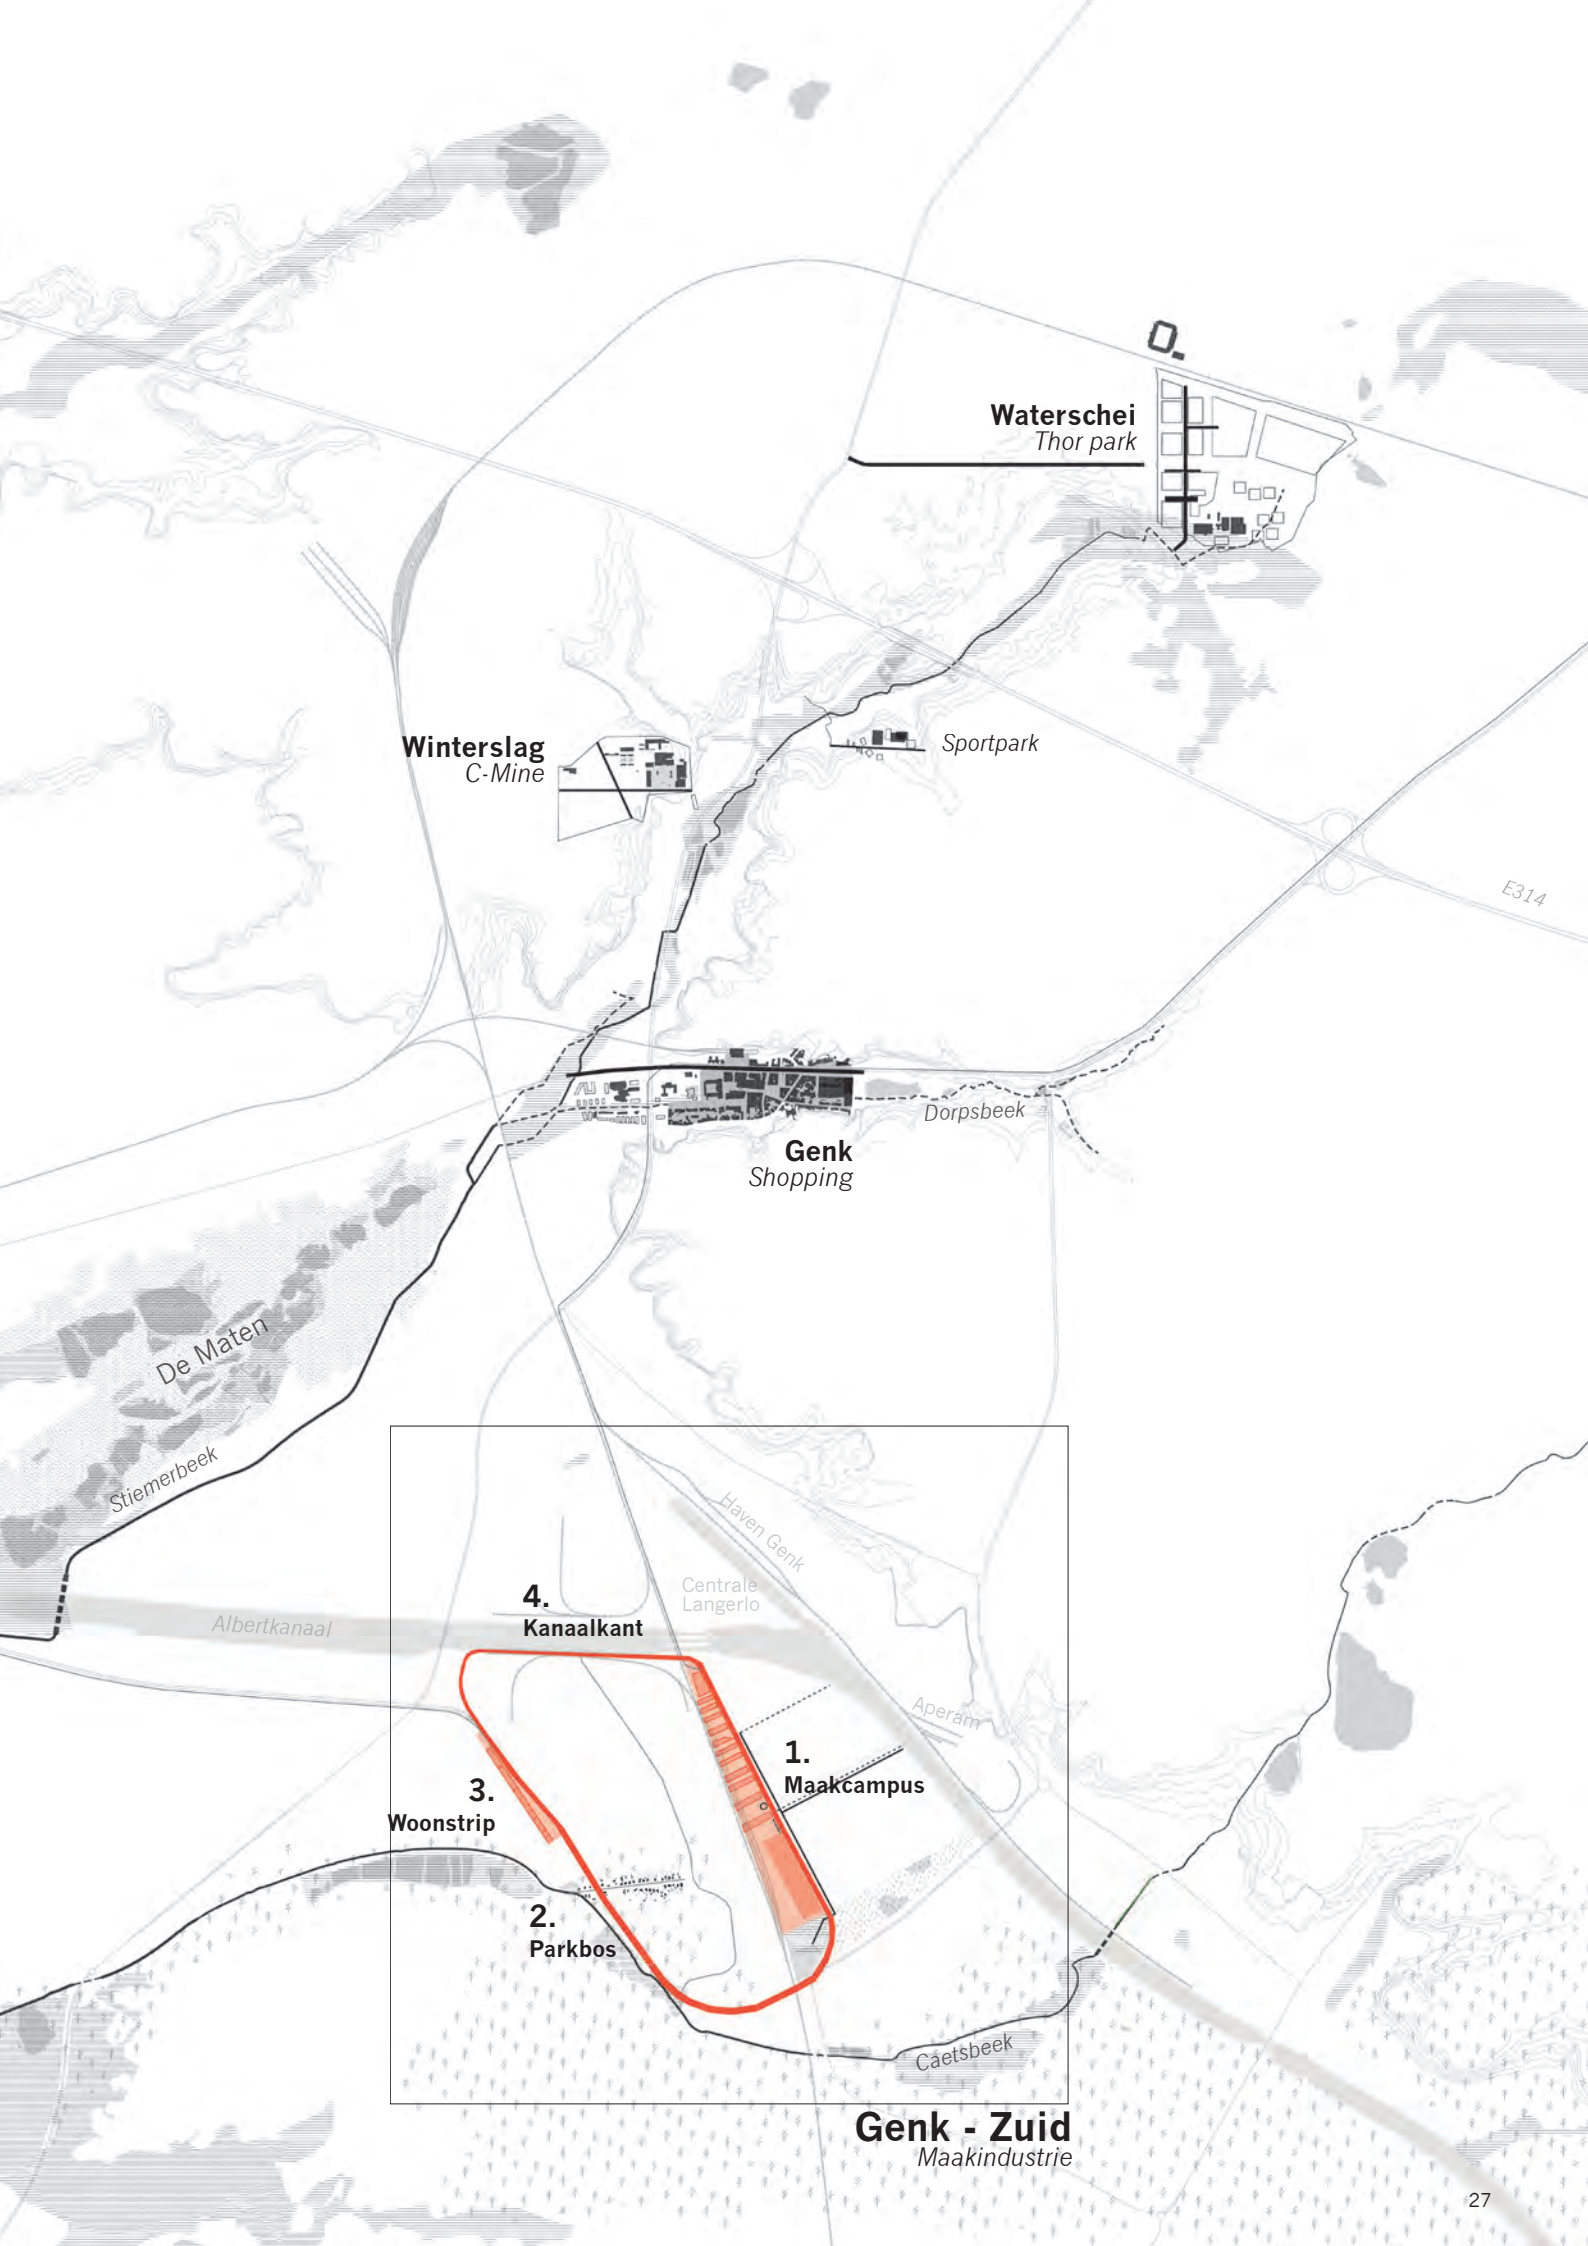 Waterschei
Thor park
Winterslag
C-Mine
Sportpark
E314
Dorpsbeek
Genk
Shopping
De Maten
Stiemerbeek
Haven Genk
Centrale
Langerlo
4.
Kanaalkant
Albertkanaal
Aperam
1.
Maakcampus
3.
Woonstrip
2.
Parkbos
Caetsbeek
Genk - Zuid
Maakindustrie
27